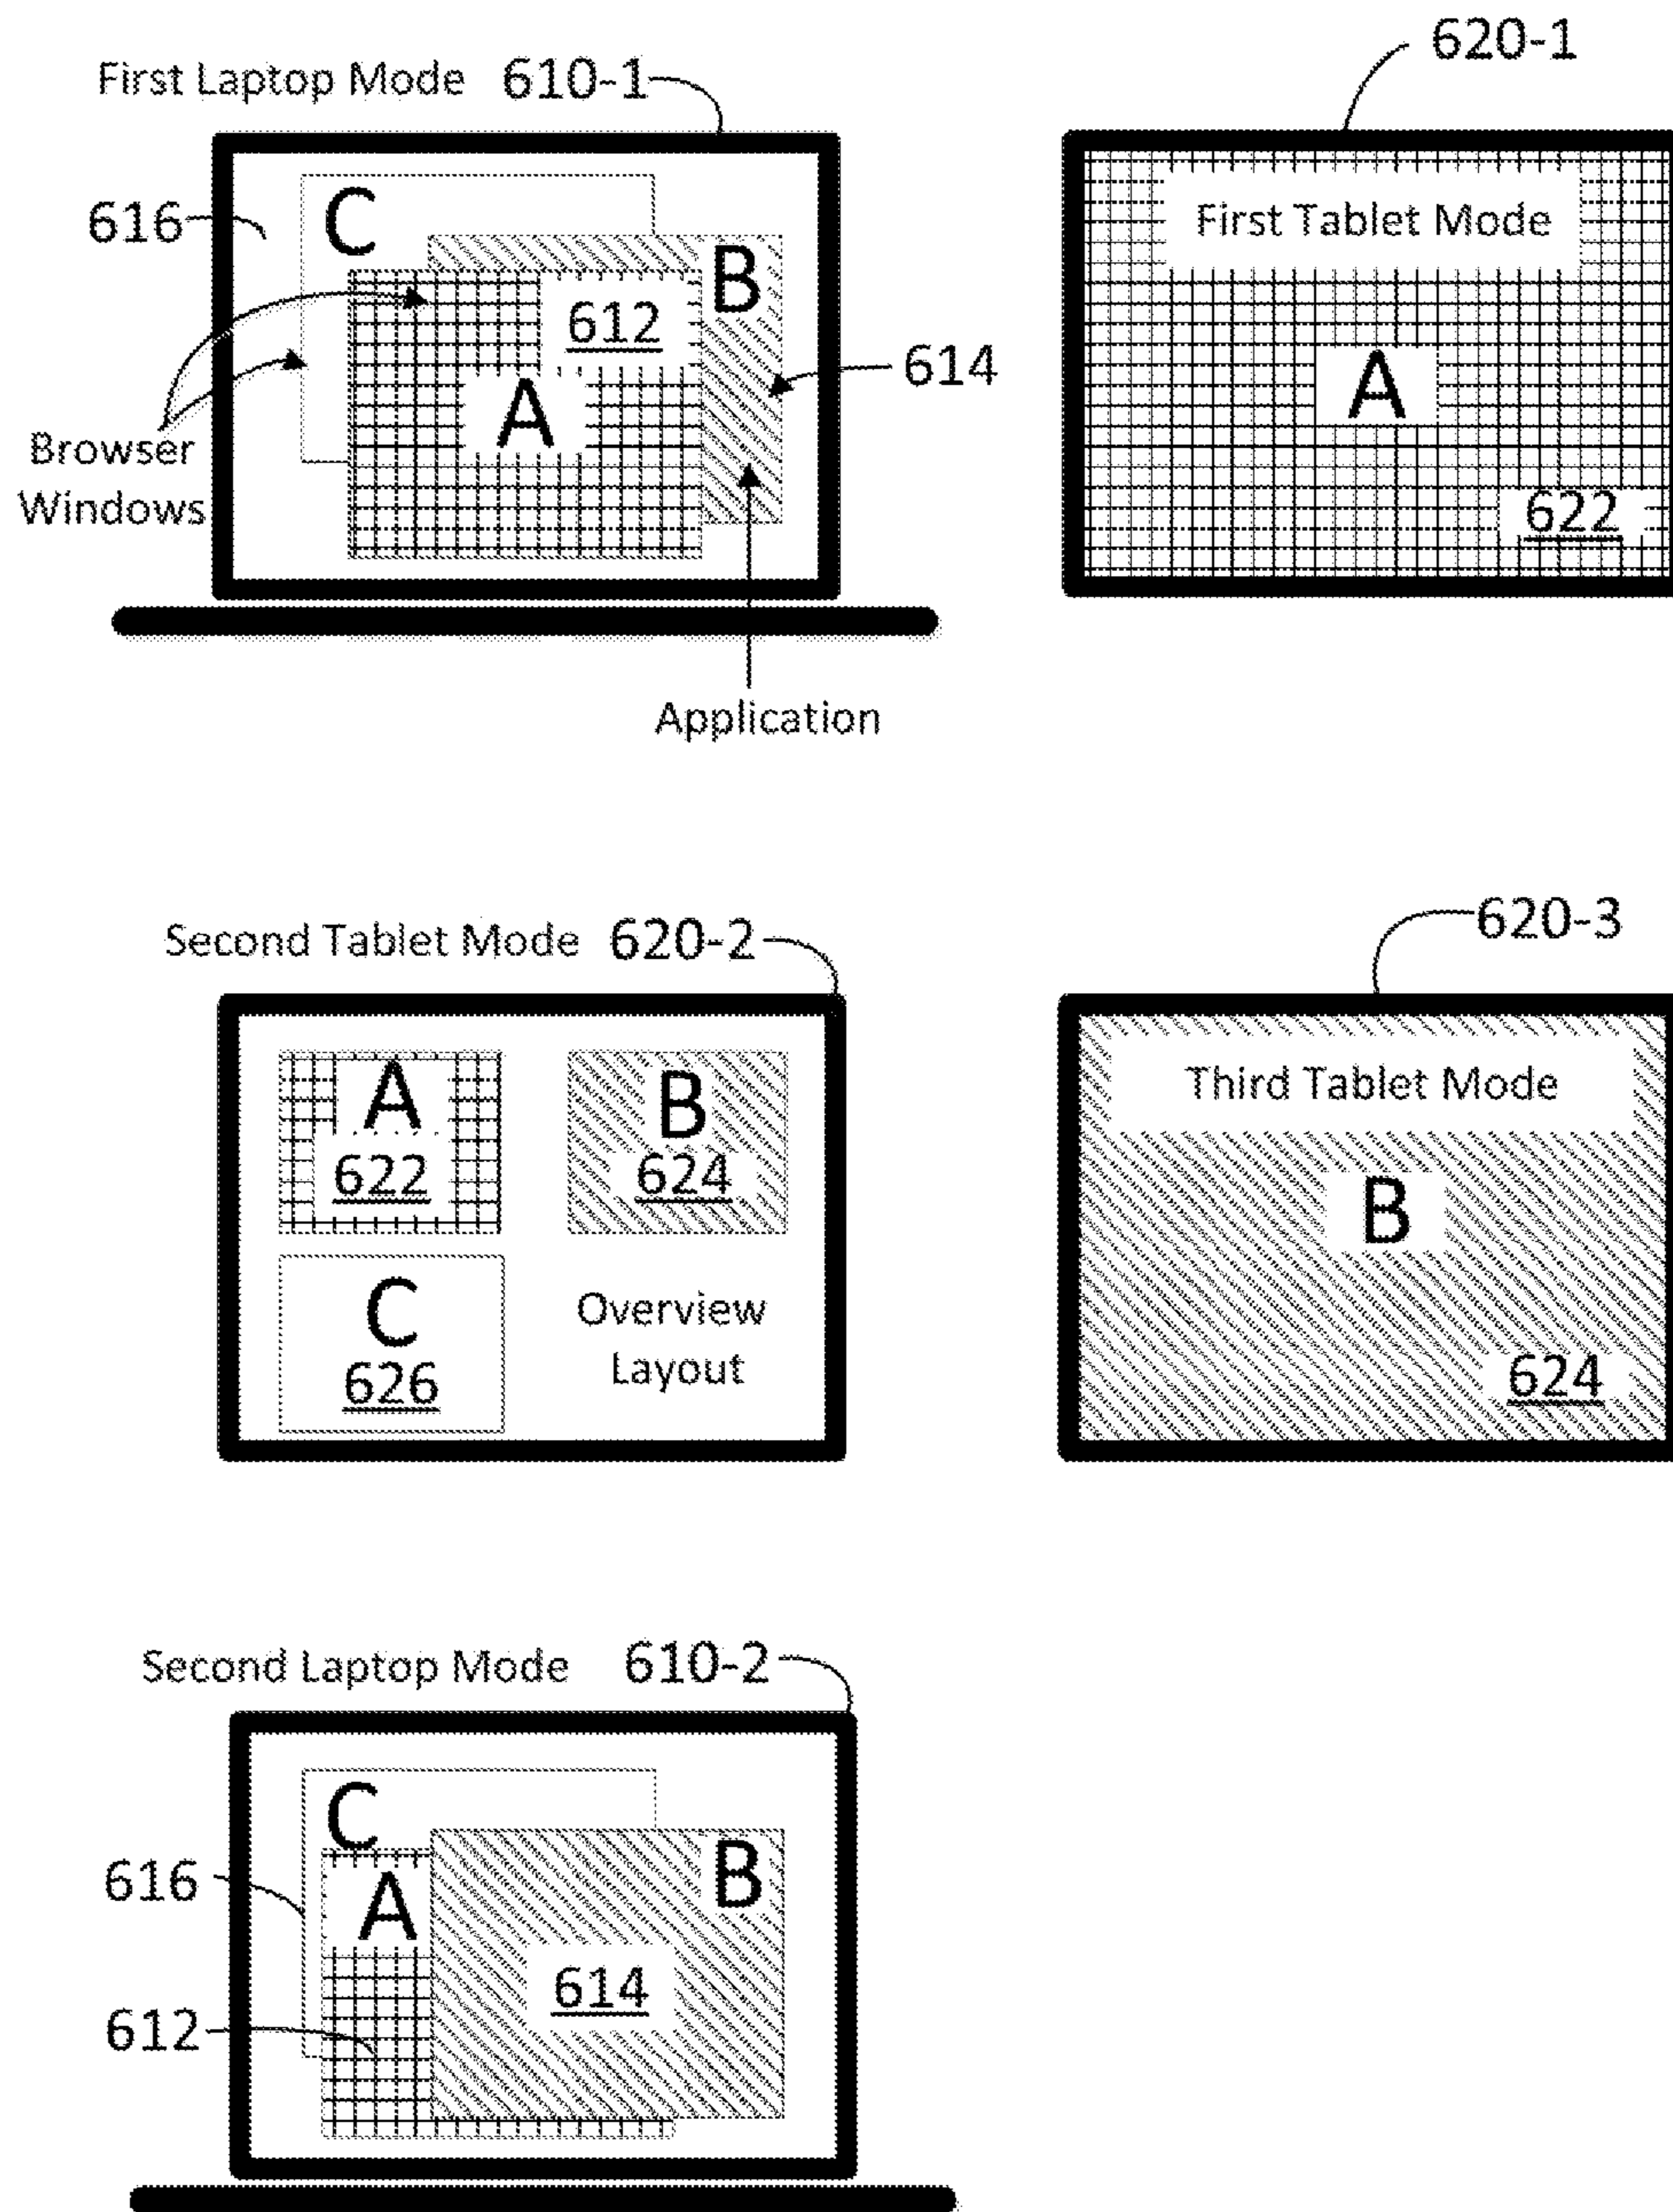 First Laptop Mode 610-1
620-1
616
C
B
612
A
614
Browser
Windows
Application
First Tablet Mode
A
622
Second Tablet Mode 620-2
620-3
A
622
B
624
C
626
Overview
Layout
Third Tablet Mode
B
624
Second Laptop Mode 610-2
C
B
A
616
614
612